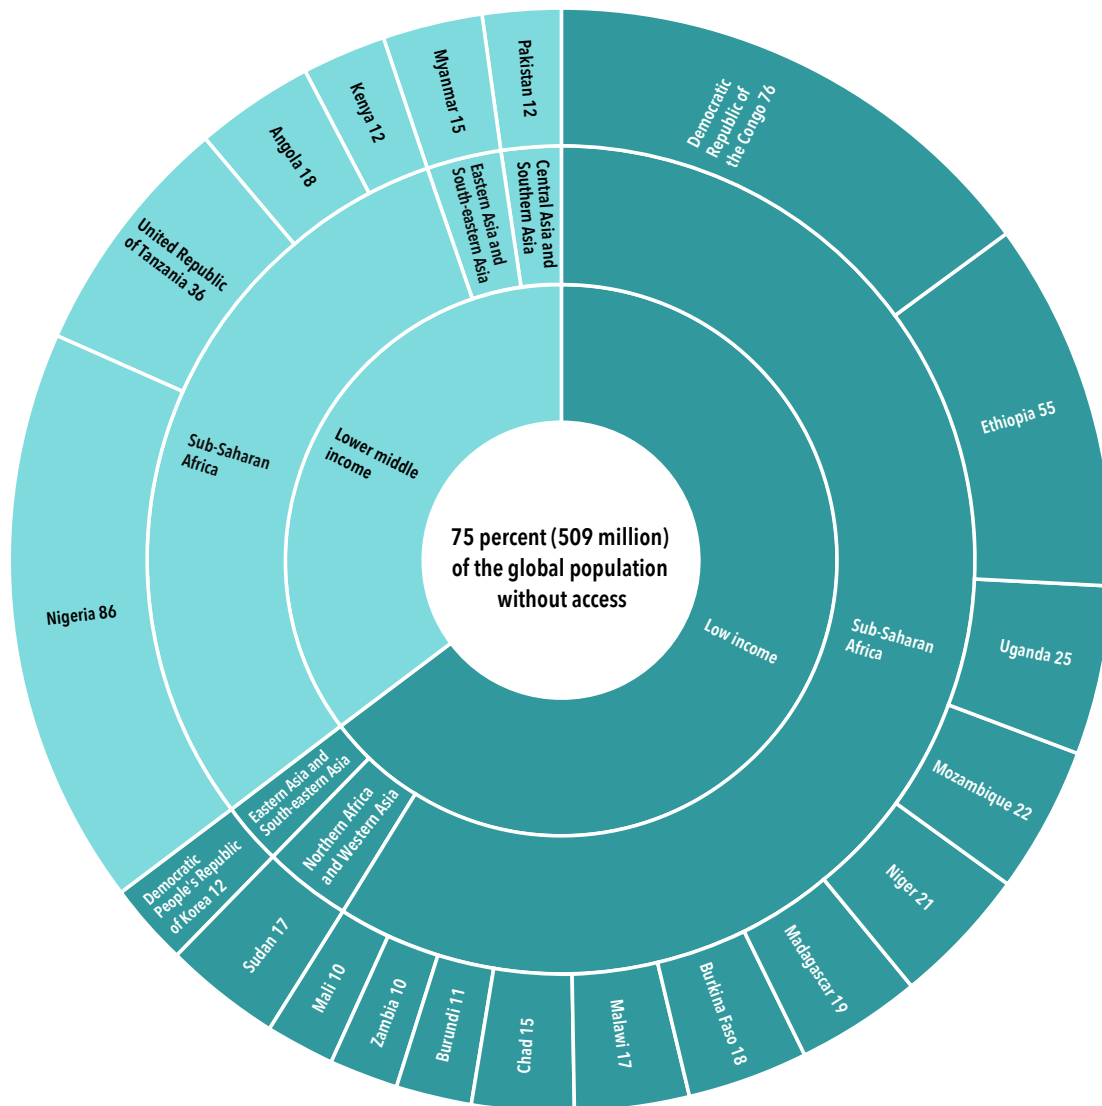 75 percent (509 million)
of the global population
without access
Low income
Sub-Saharan
Africa
Democratic
Republic of
the Congo 76
Ethiopia 55
Uganda 25
Mozambique 22
Niger 21
Madagascar 19
Burkina Faso 18
Malawi 17
Chad 15
Burundi 11
Zambia 10
Mali 10
Northern Africa
and Western Asia
Sudan 17
Eastern Asia and
South-eastern Asia
Democratic
People's Republic
of Korea 12
Lower middle
income
Sub-Saharan
Africa
Nigeria 86
United Republic
of Tanzania 36
Angola 18
Kenya 12
Eastern Asia and
South-eastern Asia
Myanmar 15
Central Asia and
Southern Asia
Pakistan 12